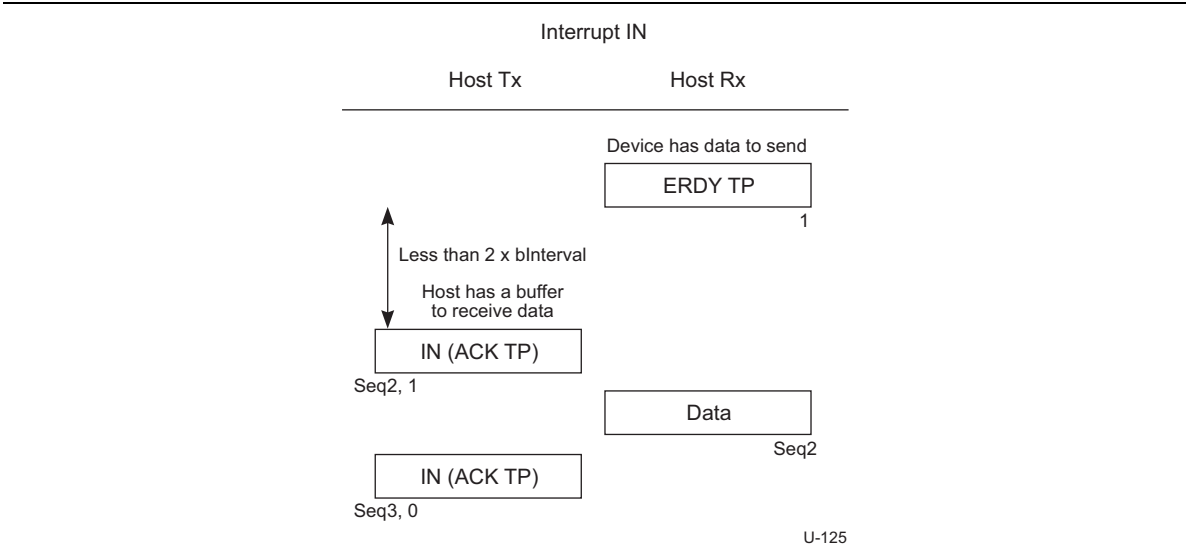 Interrupt IN
Host Tx
Host Rx
Device has data to send
ERDY TP
1
Less than 2 x bInterval
Host has a buffer
to receive data
IN (ACK TP)
Seq2, 1
Data
Seq2
IN (ACK TP)
Seq3, 0
U-125